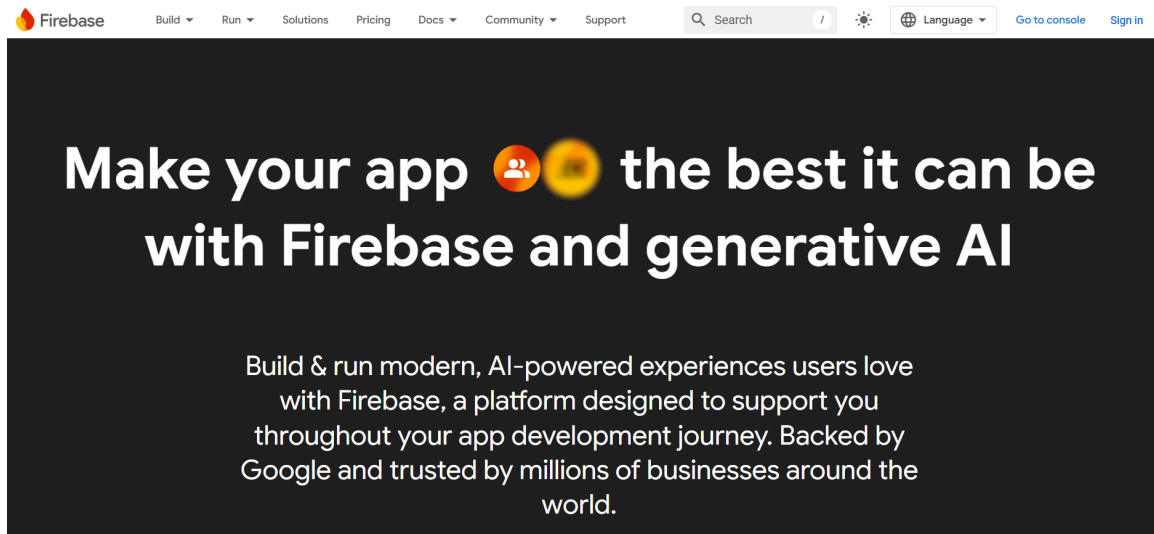 Firebase Build Run Solutions Pricing Docs Community Support Search / Language Go to console Sign in
Make your app the best it can be
with Firebase and generative AI
Build & run modern, AI-powered experiences users love
with Firebase, a platform designed to support you
throughout your app development journey. Backed by
Google and trusted by millions of businesses around the
world.